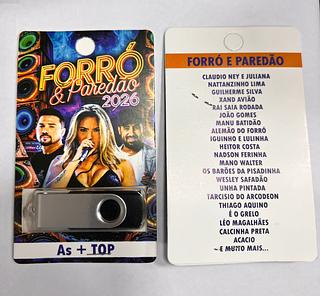 FORRÓ
& Paredão
2026
As + TOP
FORRÓ E PAREDÃO
CLAUDIO NEY E JULIANA
NATTANZINHO LIMA
GUILHERME SILVA
XAND AVIÃO
RAI SAIA RODADA
JOÃO GOMES
MANU BATIDÃO
ALEMÃO DO FORRÓ
IGUINHO E LULINHA
HEITOR COSTA
NADSON FERINHA
MANO WALTER
OS BARÕES DA PISADINHA
WESLEY SAFADÃO
UNHA PINTADA
TARCISIO DO ARCODEON
THIAGO AQUINO
É O GRELO
LÉO MAGALHÃES
CALCINHA PRETA
ACACIO
E MUITO MAIS...